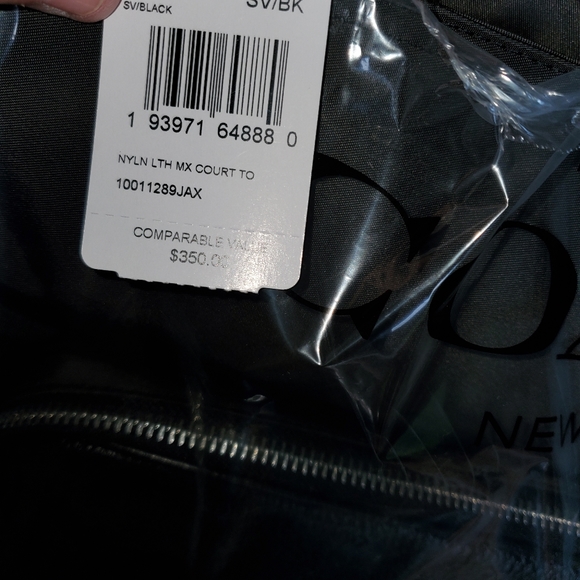 SV/BLACK SV/BK
1 93971 64888 0
NYLN LTH MX COURT TO
10011289JAX
COMPARABLE VALUE
$350.00
NEW